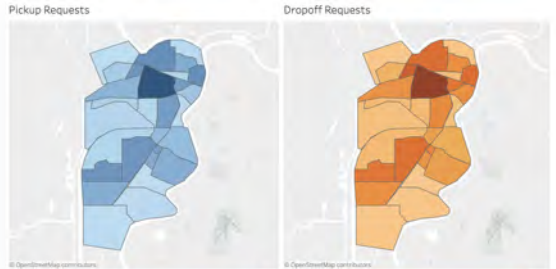 Pickup Requests
Dropoff Requests
© OpenStreetMap contributors
© OpenStreetMap contributors